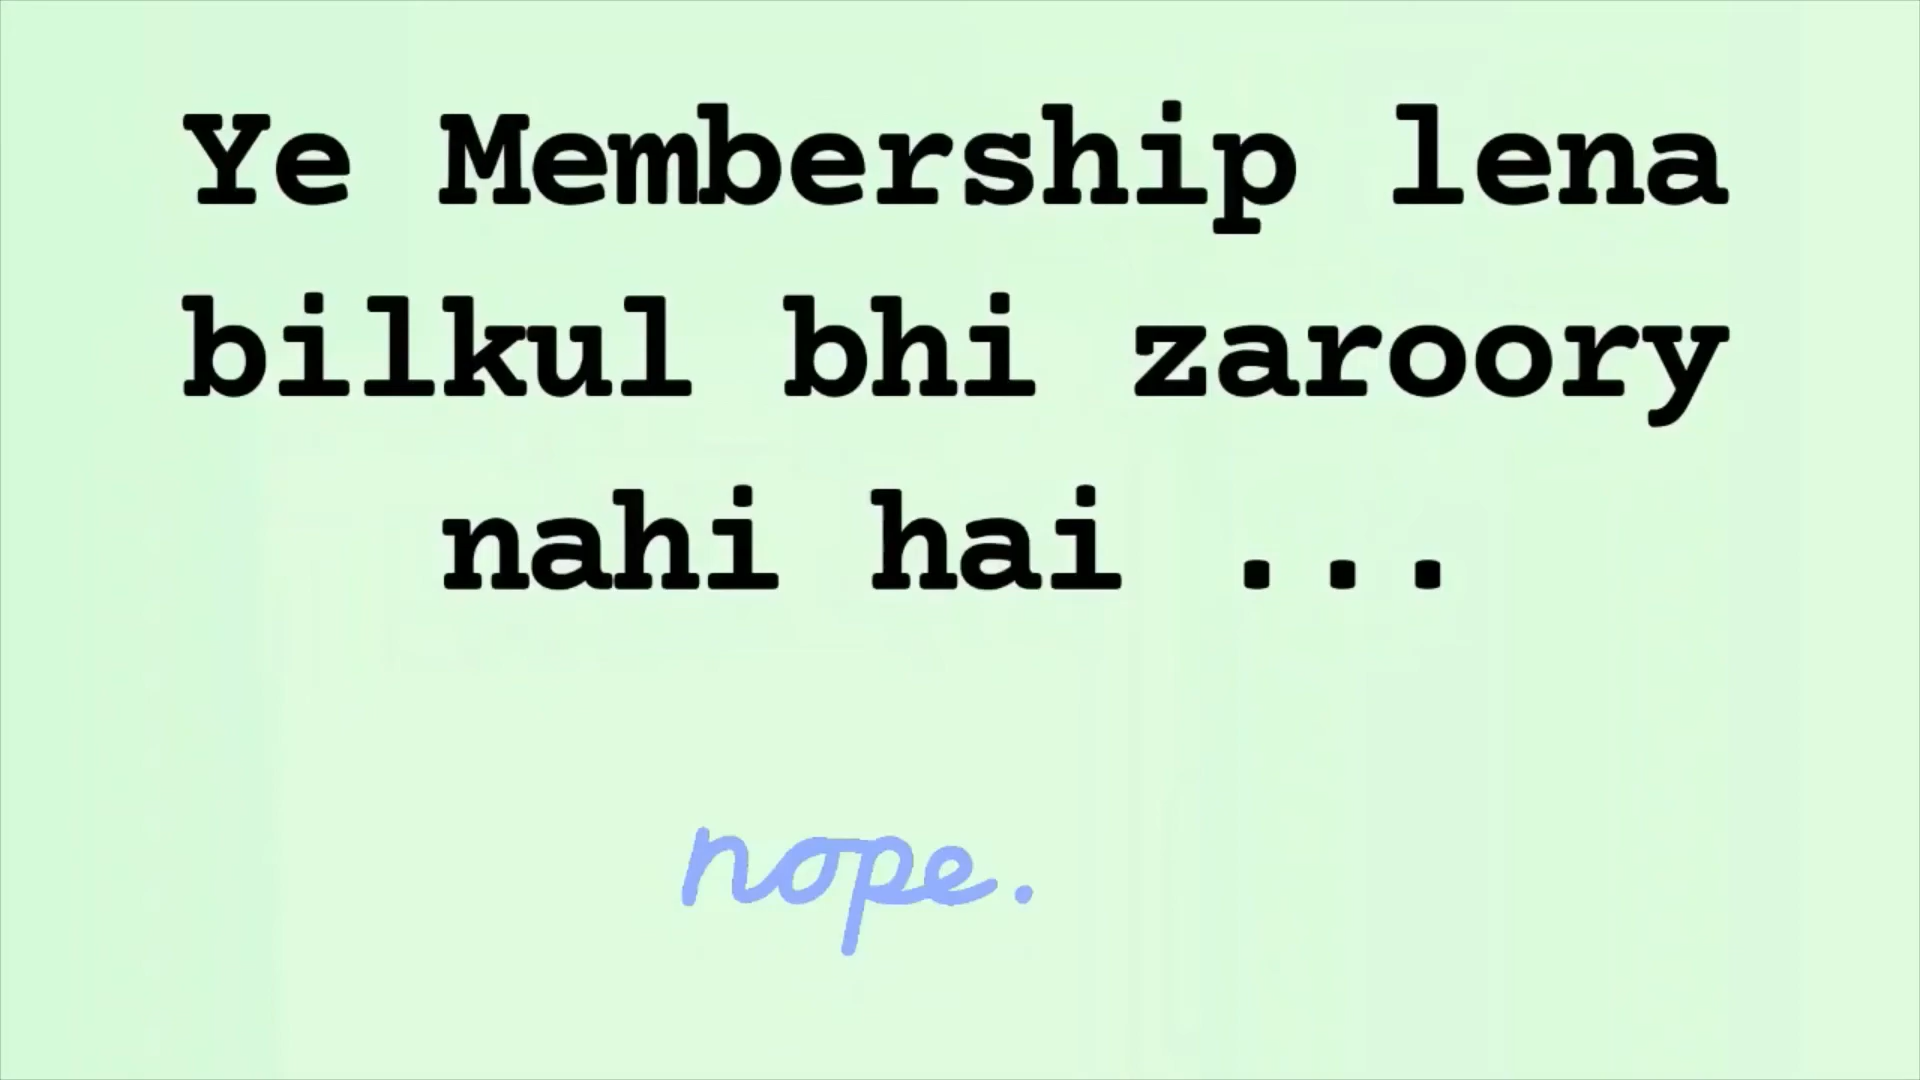 Ye Membership lena
bilkul bhi zaroory
nahi hai ...
nope.